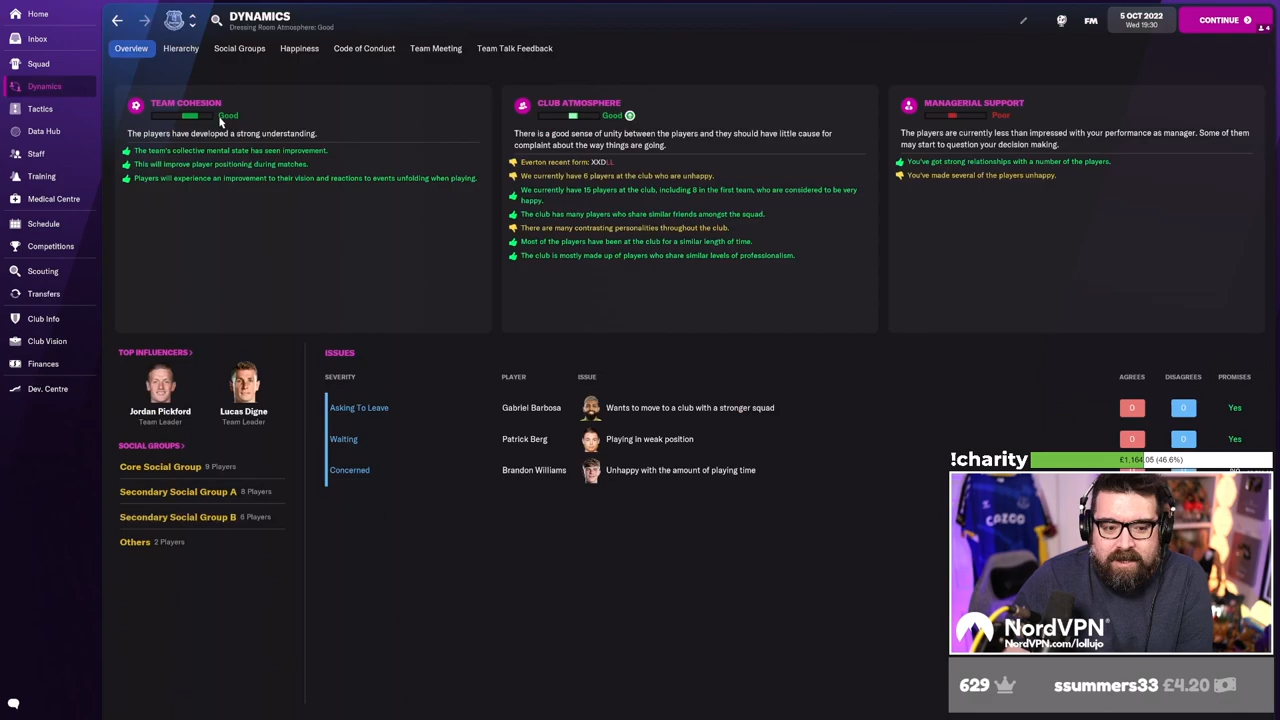 Home
Inbox
Squad
Dynamics
Tactics
Data Hub
Staff
Training
Medical Centre
Schedule
Competitions
Scouting
Transfers
Club Info
Club Vision
Finances
Dev. Centre
DYNAMICS
Dressing Room Atmosphere: Good
FM
5 OCT 2022
Wed 19:30
CONTINUE
4
Overview
Hierarchy
Social Groups
Happiness
Code of Conduct
Team Meeting
Team Talk Feedback
TEAM COHESION
Good
The players have developed a strong understanding.
The team's collective mental state has seen improvement.
This will improve player positioning during matches.
Players will experience an improvement to their vision and reactions to events unfolding when playing.
CLUB ATMOSPHERE
Good
There is a good sense of unity between the players and they should have little cause for
complaint about the way things are going.
Everton recent form: XXDLL
We currently have 6 players at the club who are unhappy.
We currently have 15 players at the club, including 8 in the first team, who are considered to be very
happy.
The club has many players who share similar friends amongst the squad.
There are many contrasting personalities throughout the club.
Most of the players have been at the club for a similar length of time.
The club is mostly made up of players who share similar levels of professionalism.
MANAGERIAL SUPPORT
Poor
The players are currently less than impressed with your performance as manager. Some of them
may start to question your decision making.
You've got strong relationships with a number of the players.
You've made several of the players unhappy.
TOP INFLUENCERS >
Jordan Pickford
Team Leader
Lucas Digne
Team Leader
SOCIAL GROUPS >
Core Social Group 9 Players
Secondary Social Group A 8 Players
Secondary Social Group B 6 Players
Others 2 Players
ISSUES
SEVERITY PLAYER ISSUE AGREES DISAGREES PROMISES
Asking To Leave Gabriel Barbosa Wants to move to a club with a stronger squad 0 0 Yes
Waiting Patrick Berg Playing in weak position 0 0 Yes
Concerned Brandon Williams Unhappy with the amount of playing time
!charity £1,164.05 (46.6%)
CAZOO
NordVPN®
NordVPN.com/lollujo
629 ssummers33 £4.20